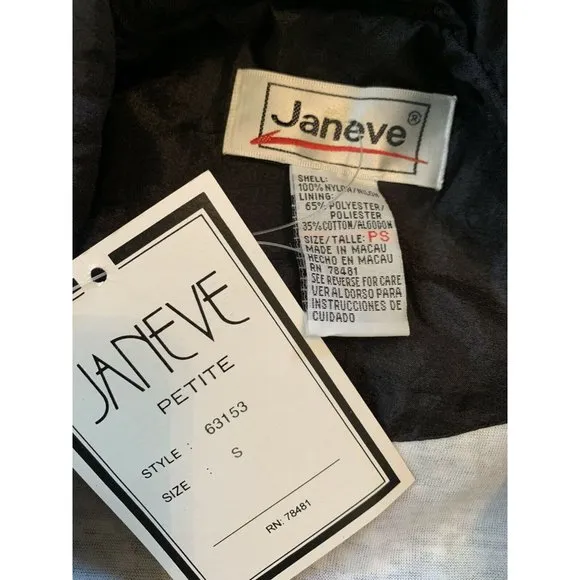 Janeve®
SHELL:
100% NYLON/NILON
LINING:
65% POLYESTER/
POLIESTER
35%COTTON/ALGODON
SIZE/TALLE: PS
MADE IN MACAU
HECHO EN MACAU
RN 78481
SEE REVERSE FOR CARE
VER AL DORSO PARA
INSTRUCCIONES DE
CUIDADO
JANEVE
PETITE
STYLE : 63153
SIZE : S
RN: 78481